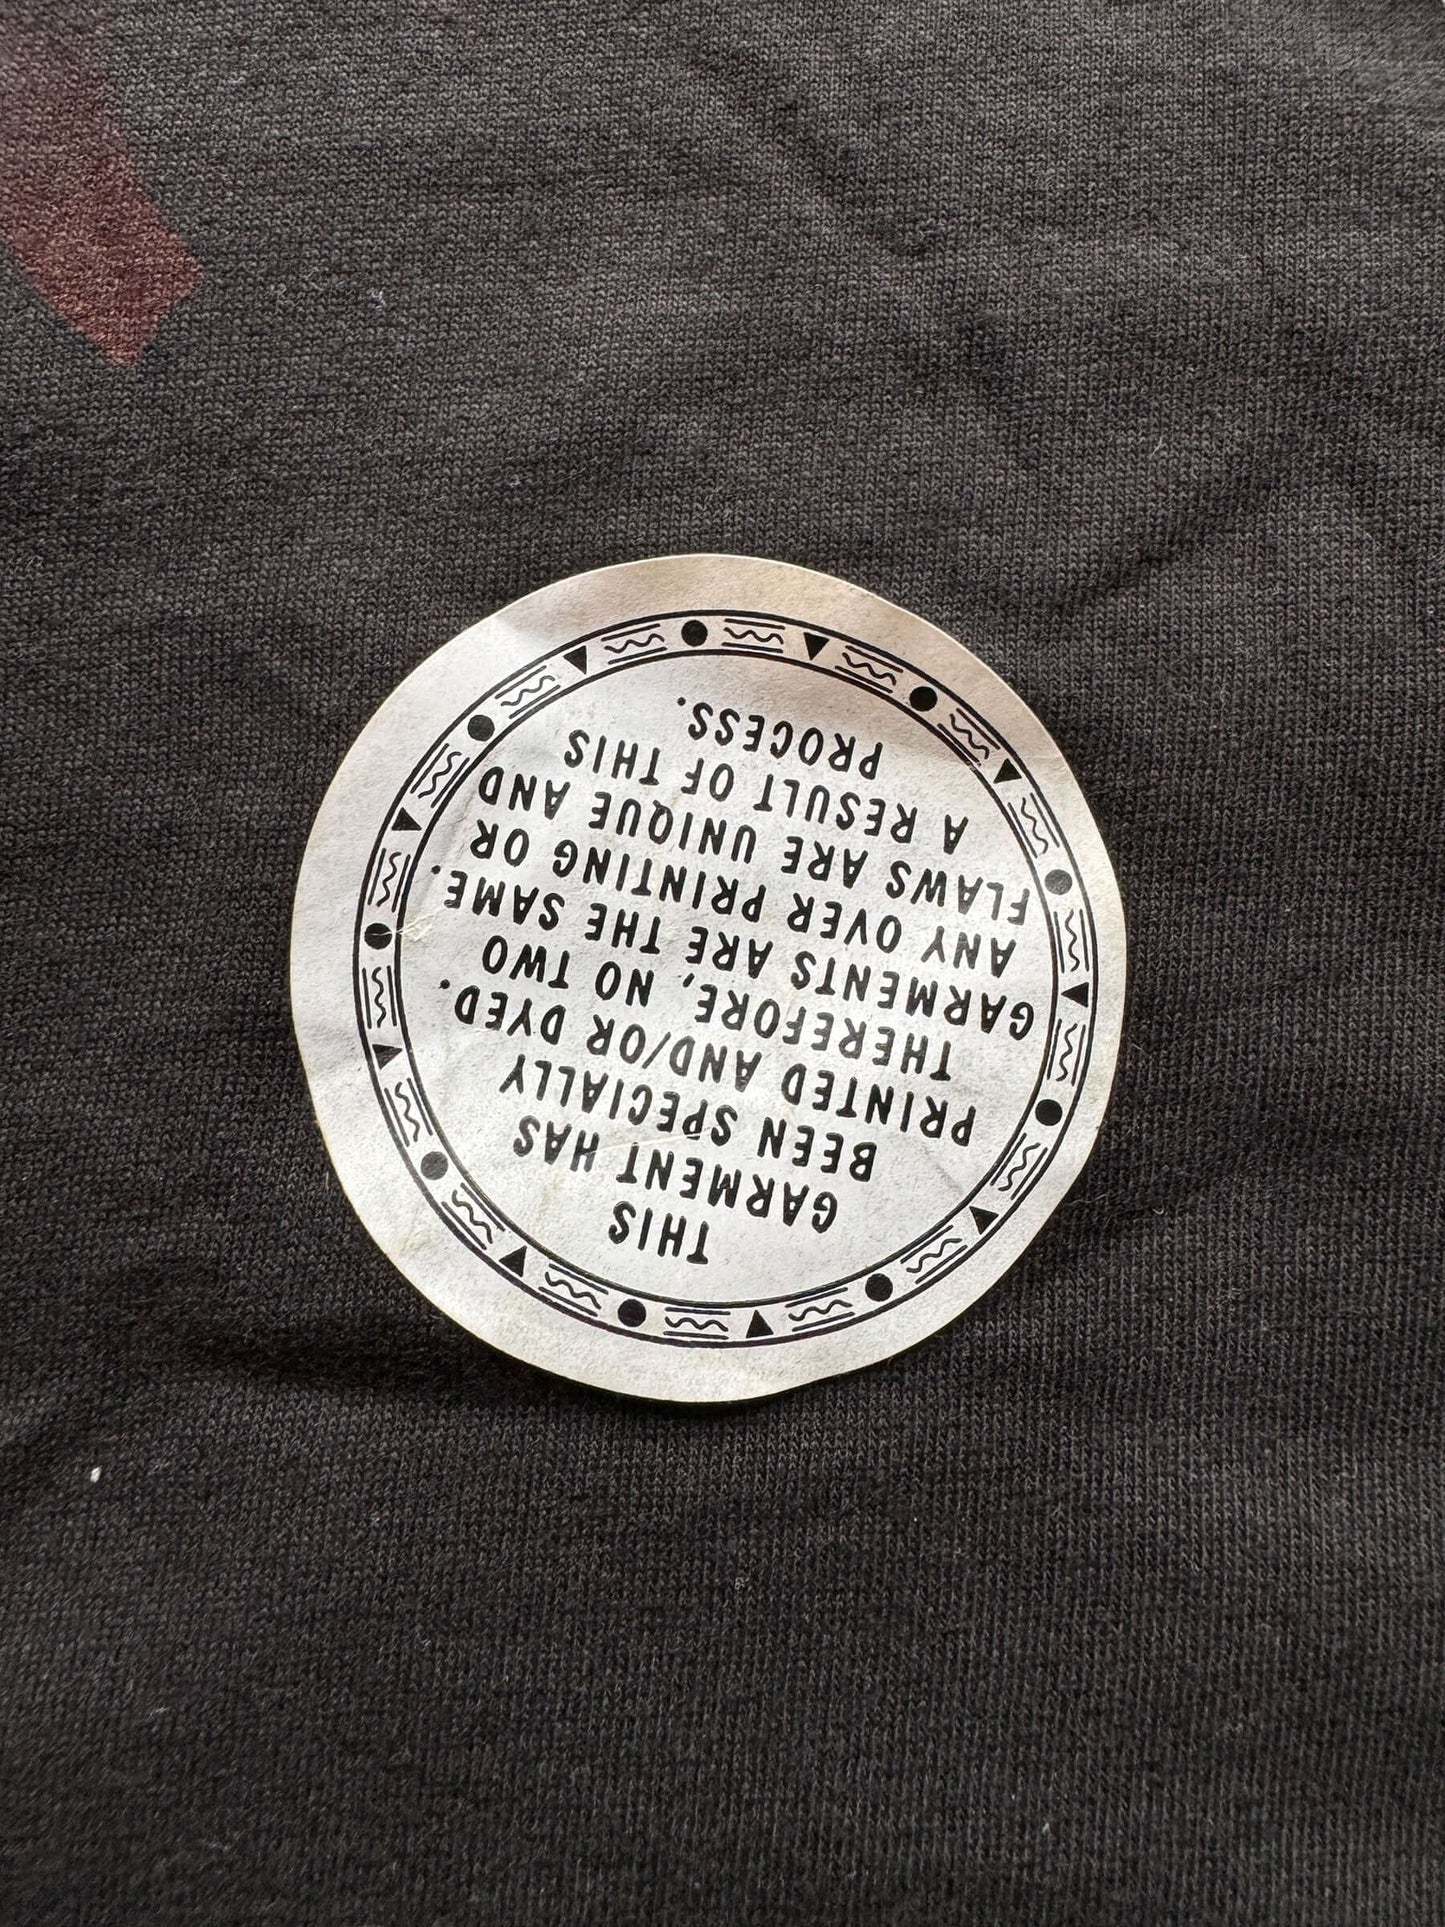 THIS
GARMENT HAS
BEEN SPECIALLY
PRINTED AND/OR DYED.
THEREFORE, NO TWO
GARMENTS ARE THE SAME.
ANY OVER PRINTING OR
FLAWS ARE UNIQUE AND
A RESULT OF THIS
PROCESS.